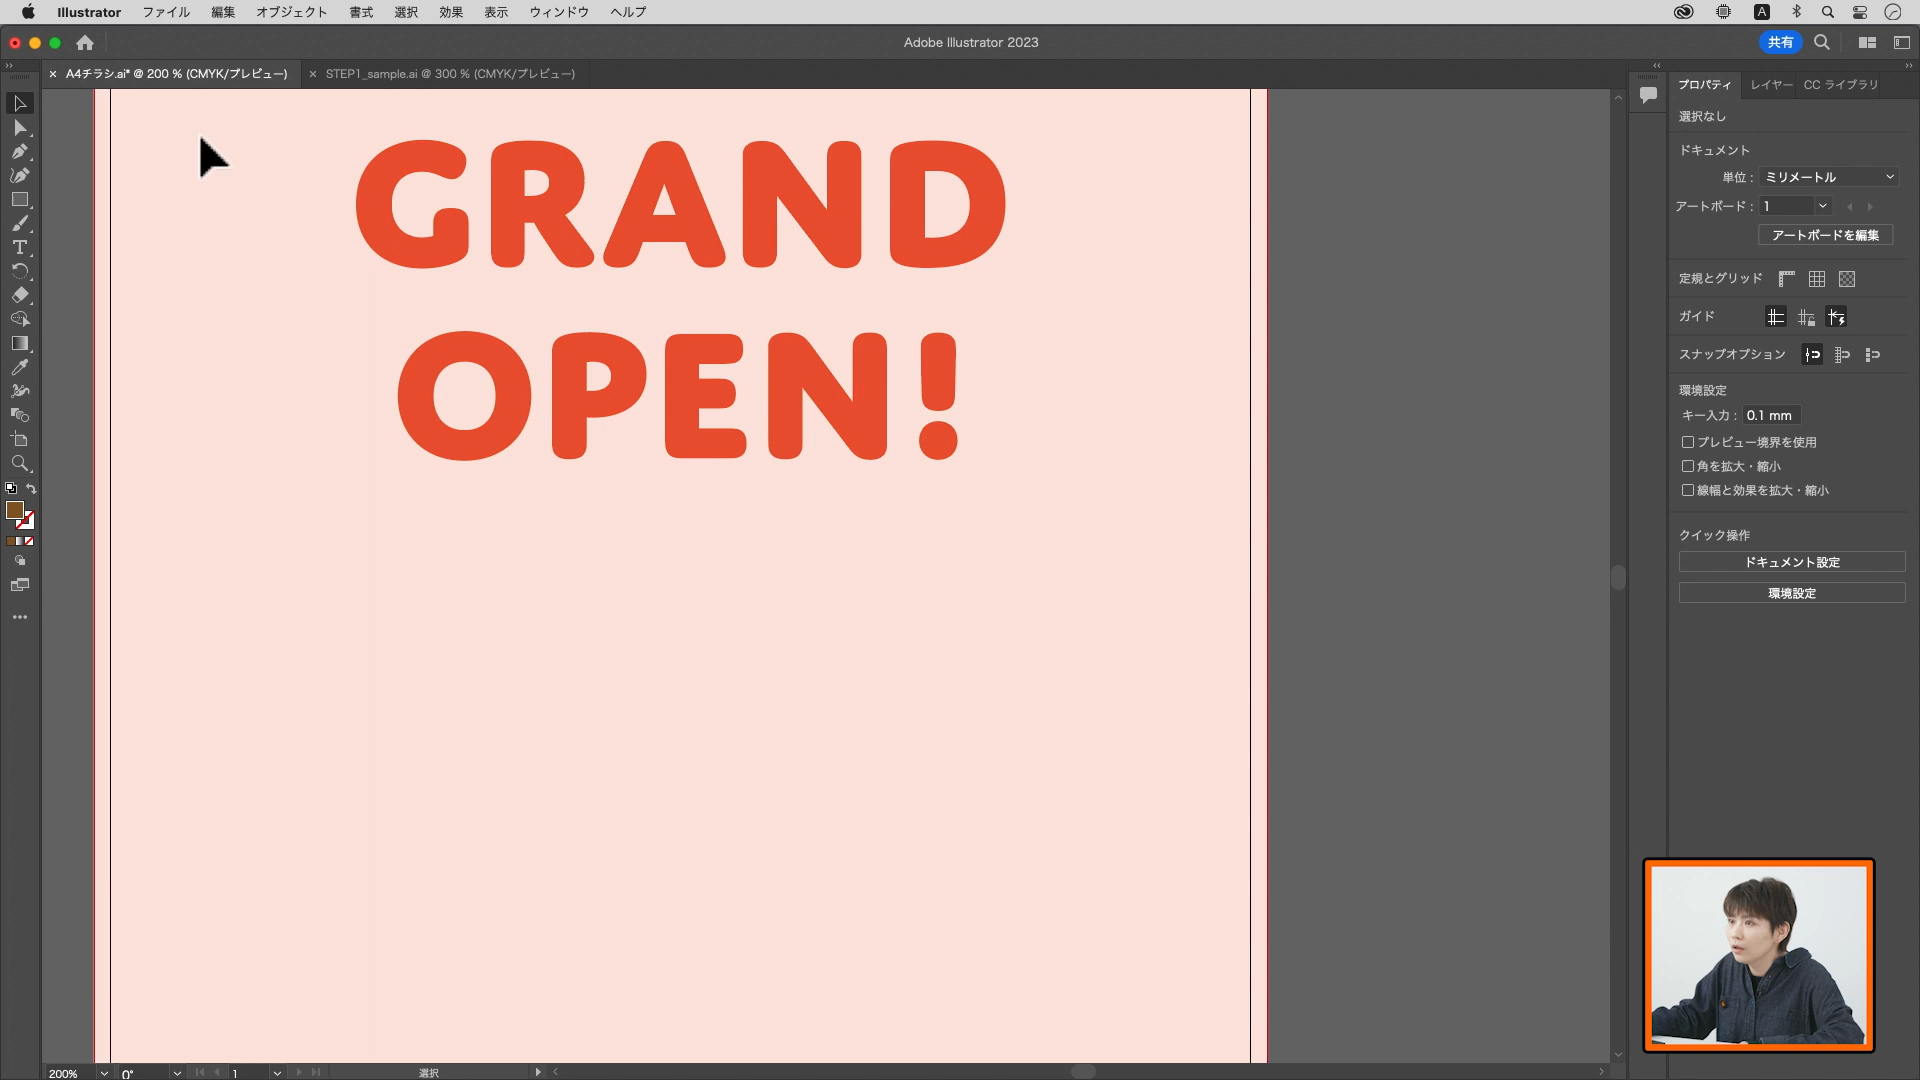 Illustrator ファイル 編集 オブジェクト 書式 選択 効果 表示 ウィンドウ ヘルプ A
Adobe Illustrator 2023
共有
× A4チラシ.ai* @ 200 % (CMYK/プレビュー) × STEP1_sample.ai @ 300 % (CMYK/プレビュー)
GRAND
OPEN!
プロパティ レイヤー CC ライブラリ
選択なし
ドキュメント
単位 : ミリメートル
アートボード : 1
アートボードを編集
定規とグリッド
ガイド
スナップオプション
環境設定
キー入力 : 0.1 mm
プレビュー境界を使用
角を拡大・縮小
線幅と効果を拡大・縮小
クイック操作
ドキュメント設定
環境設定
200% 0° 1 選択